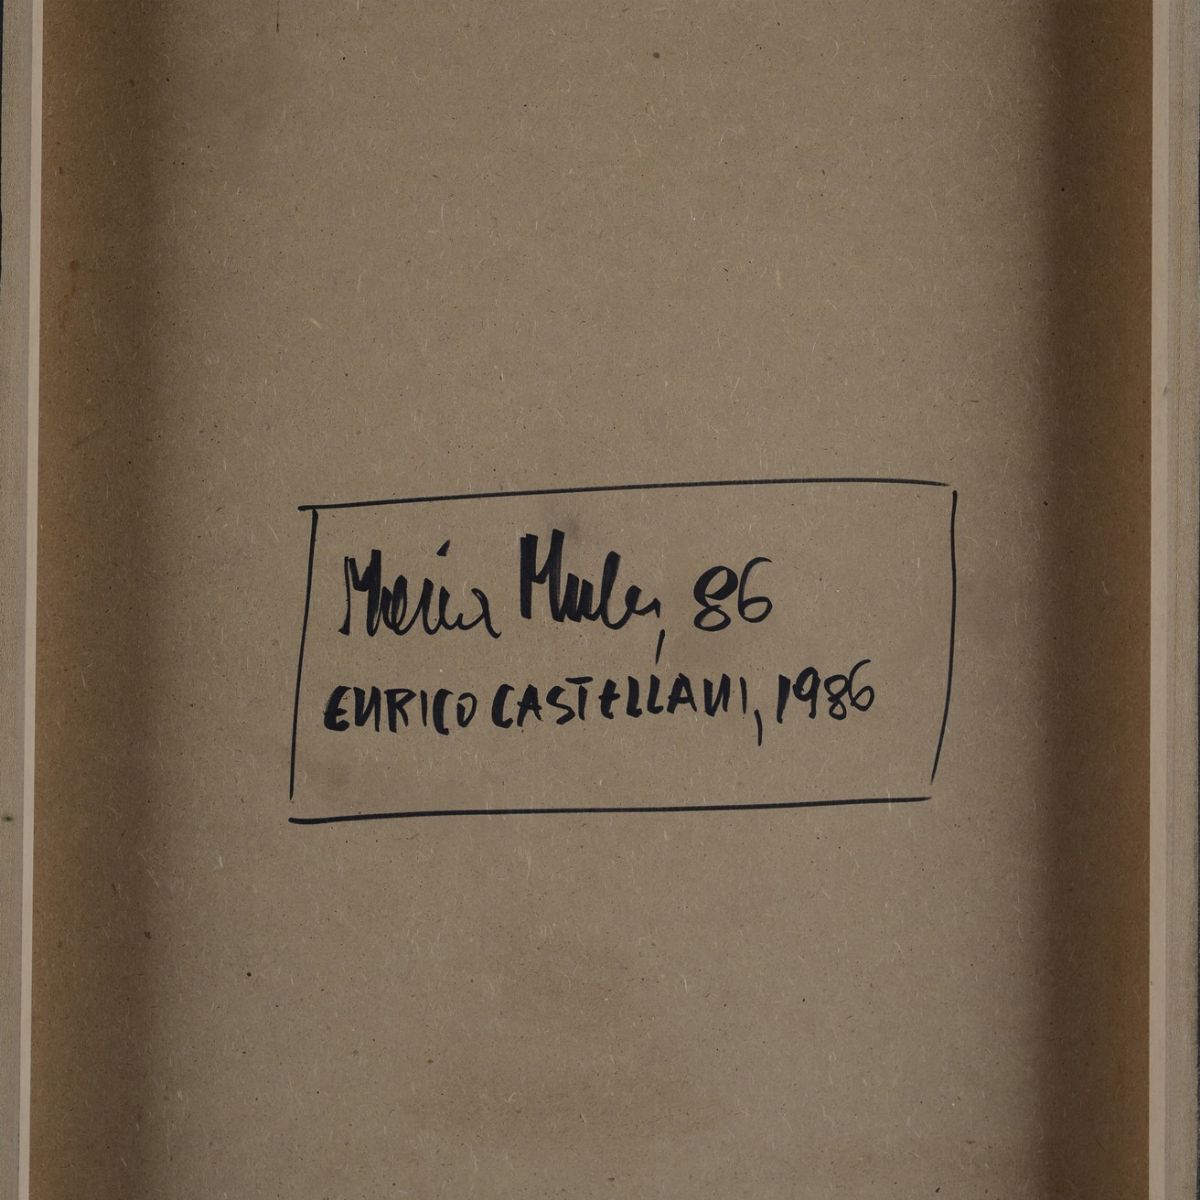 Maria Mulas, 86
ENRICO CASTELLANI, 1986